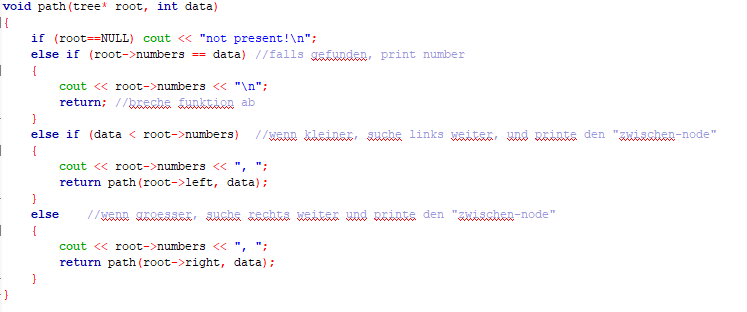 void path(tree* root, int data)
{
    if (root==NULL) cout << "not present!\n";
    else if (root->numbers == data) //falls gefunden, print number
    {
        cout << root->numbers << "\n";
        return; //breche funktion ab
    }
    else if (data < root->numbers)  //wenn kleiner, suche links weiter, und printe den "zwischen-node"
    {
        cout << root->numbers << ", ";
        return path(root->left, data);
    }
    else    //wenn groesser, suche rechts weiter und printe den "zwischen-node"
    {
        cout << root->numbers << ", ";
        return path(root->right, data);
    }
}